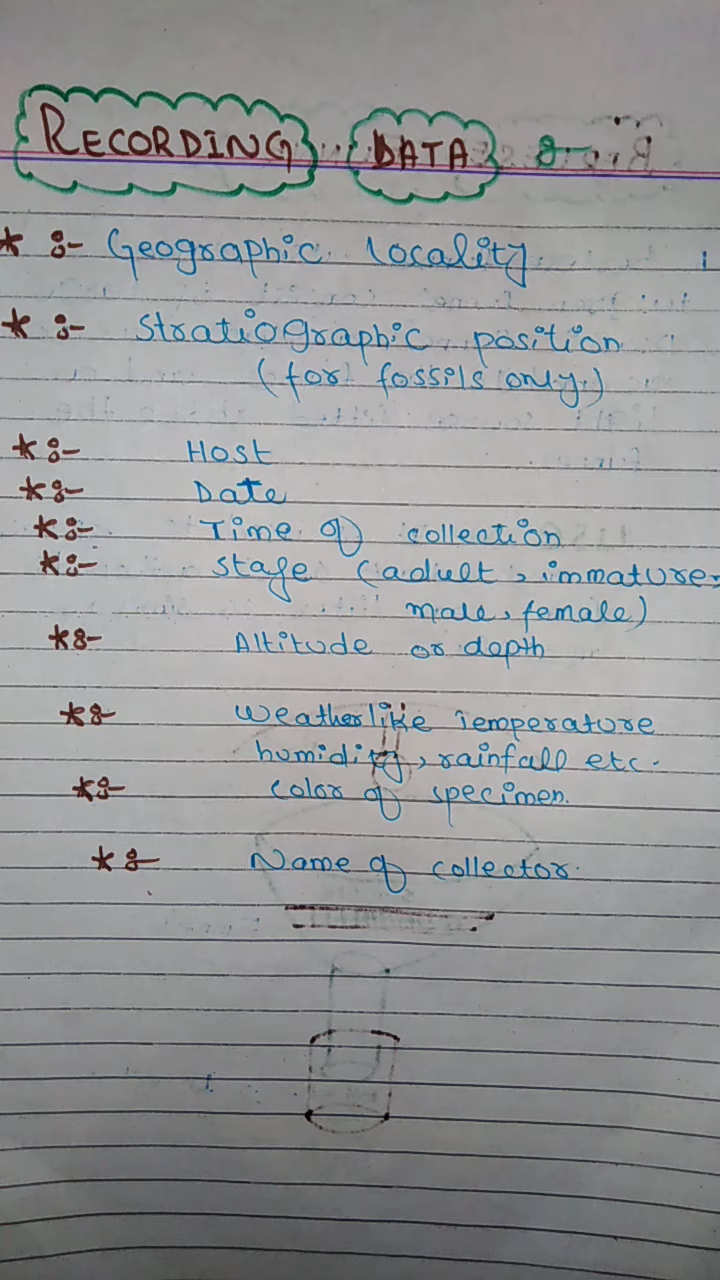 RECORDING DATA :-
* :- Geographic locality
* :- Stratiographic position
(for fossils only.)
* :- Host
* :- Date
* :- Time of collection
* :- Stage (adult, immature,
male, female)
* :- Altitude or depth
* :- Weather like temperature
humidity, rainfall etc.
* :- Color of specimen.
* :- Name of collector.